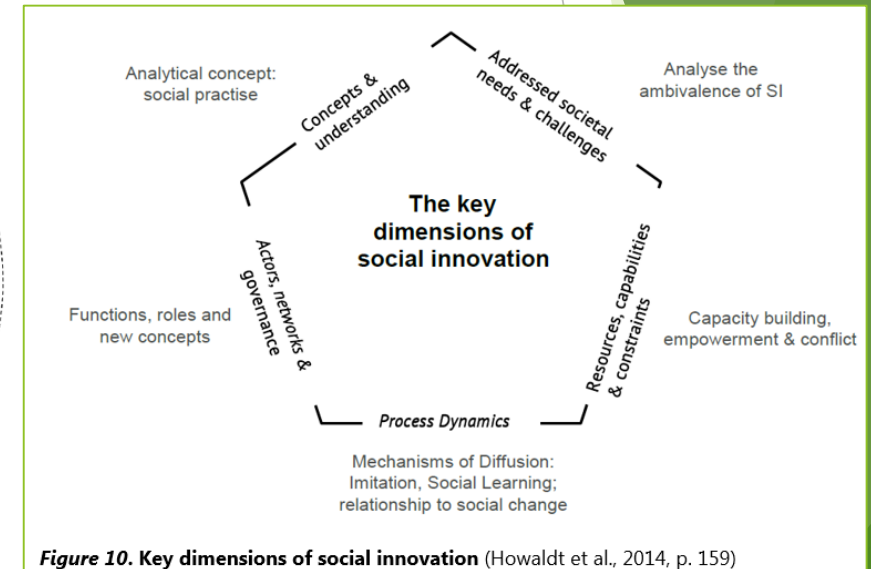 Analytical concept:
social practise
Concepts &
understanding
Addressed societal
needs & challenges
Analyse the
ambivalence of SI
The key
dimensions of
social innovation
Actors, networks &
governance
Functions, roles and
new concepts
Resources, capabilities
& constraints
Capacity building,
empowerment & conflict
Process Dynamics
Mechanisms of Diffusion:
Imitation, Social Learning;
relationship to social change
Figure 10. Key dimensions of social innovation (Howaldt et al., 2014, p. 159)